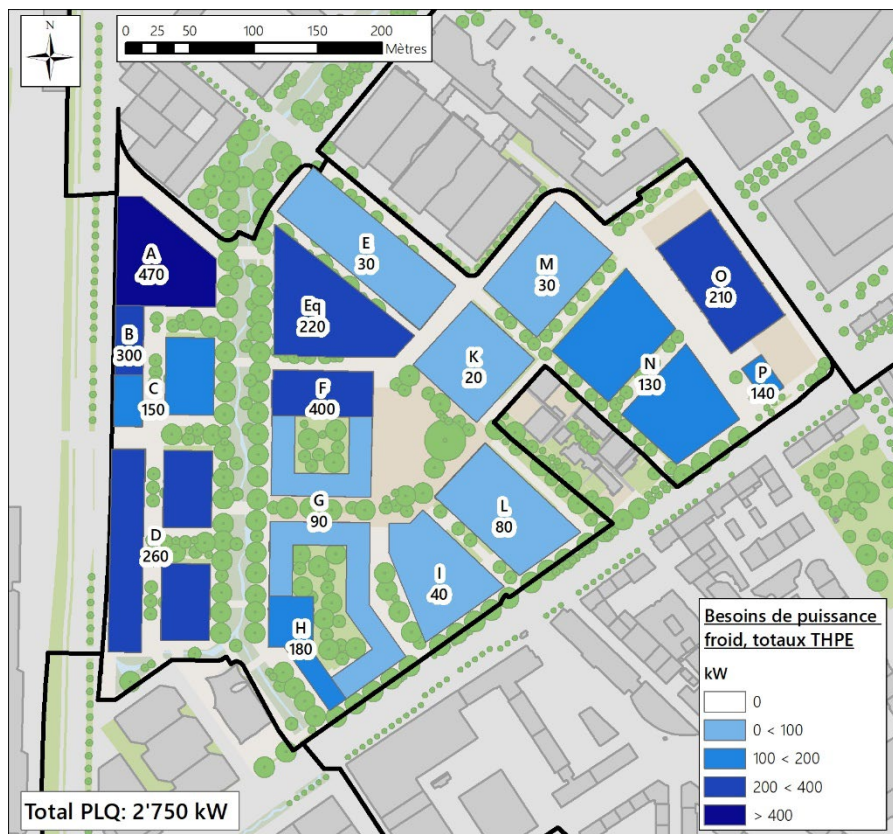 N
0 25 50 100 150 200
Mètres
A
470
B
300
C
150
D
260
E
30
Eq
220
F
400
G
90
H
180
I
40
K
20
L
80
M
30
N
130
O
210
P
140
Besoins de puissance
froid, totaux THPE
kW
0
0 < 100
100 < 200
200 < 400
> 400
Total PLQ: 2'750 kW